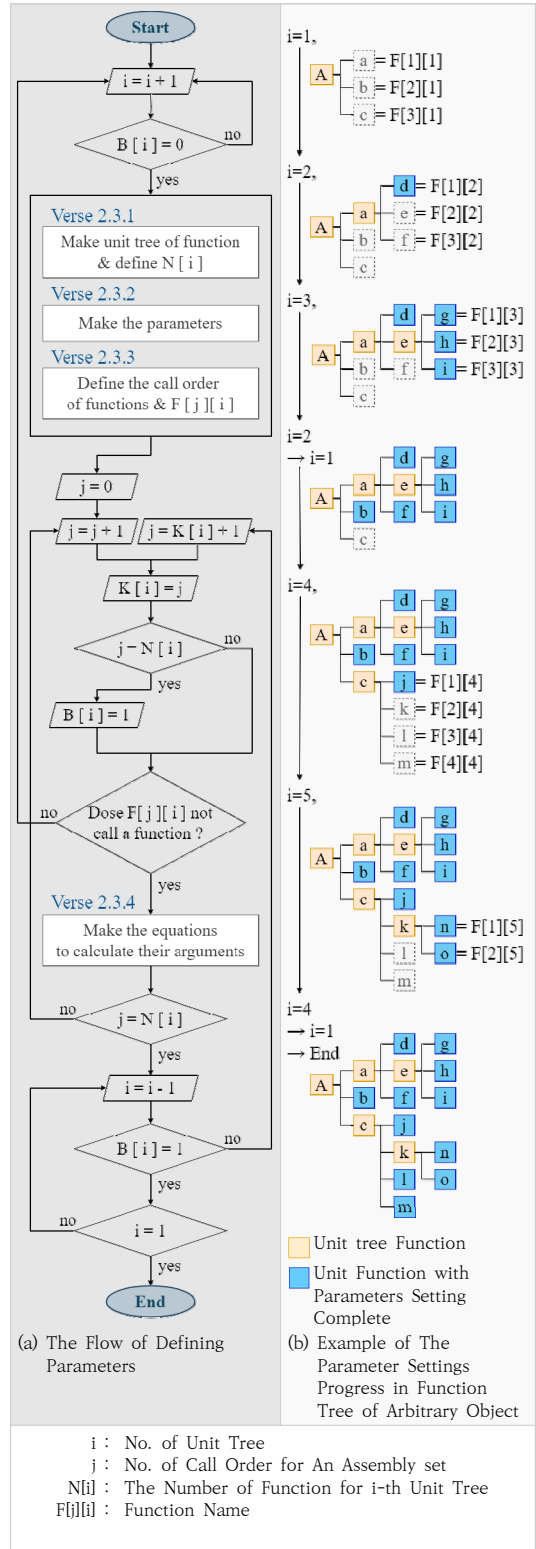 Start
i = i + 1
B [ i ] = 0
no
yes
Verse 2.3.1
Make unit tree of function
& define N [ i ]
Verse 2.3.2
Make the parameters
Verse 2.3.3
Define the call order
of functions & F [ j ] [ i ]
j = 0
j = j + 1
j = K [ i ] + 1
K [ i ] = j
j = N [ i ]
no
yes
B [ i ] = 1
no
Dose F[ j ][ i ] not
call a function ?
yes
Verse 2.3.4
Make the equations
to calculate their arguments
no
j = N [ i ]
yes
i = i - 1
B [ i ] = 1
no
yes
no
i = 1
yes
End
(a) The Flow of Defining
Parameters
i=1,
A
a = F[1][1]
b = F[2][1]
c = F[3][1]
i=2,
d = F[1][2]
A a e = F[2][2]
b f = F[3][2]
c
i=3,
d g = F[1][3]
A a e h = F[2][3]
b f i = F[3][3]
c
i=2
→ i=1
d g
A a e h
b f i
c
i=4,
d g
A a e h
b f i
c j = F[1][4]
k = F[2][4]
l = F[3][4]
m = F[4][4]
i=5,
d g
A a e h
b f i
c j
k n = F[1][5]
l o = F[2][5]
m
i=4
→ i=1
→ End
d g
A a e h
b f i
c j
k n
l o
m
Unit tree Function
Unit Function with
Parameters Setting
Complete
(b) Example of The
Parameter Settings
Progress in Function
Tree of Arbitrary Object
i : No. of Unit Tree
j : No. of Call Order for An Assembly set
N[i] : The Number of Function for i-th Unit Tree
F[j][i] : Function Name